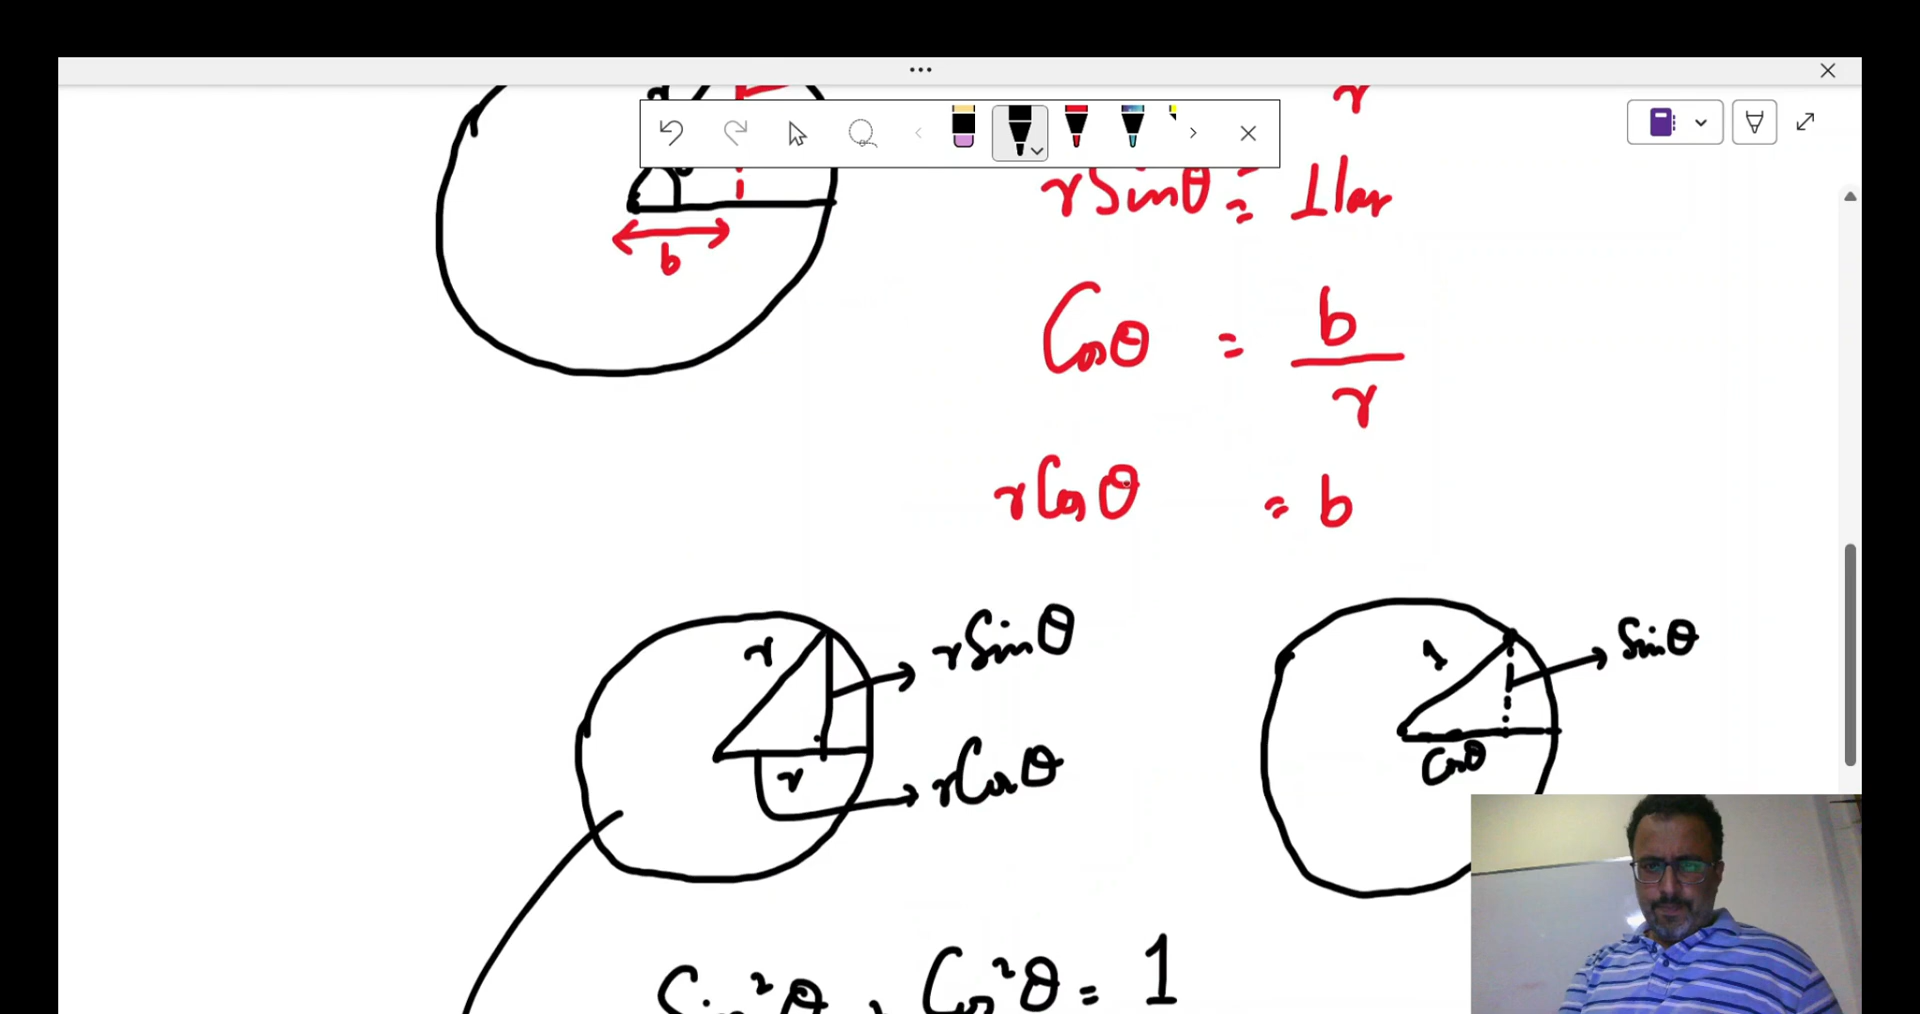 r
r Sinθ = ⊥lar
b
Cosθ = b
r
r Cosθ = b
r
r Sinθ
r
r Cosθ
1
Sinθ
Cosθ
Sin²θ + Cos²θ = 1